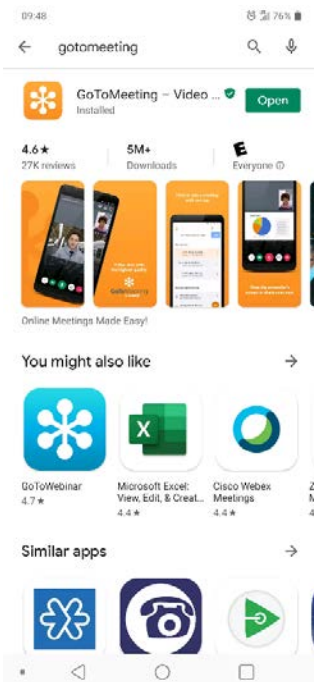 09:48
76%
gotomeeting
GoToMeeting – Video ...
Installed
Open
4.6★
27K reviews
5M+
Downloads
E
Everyone
Online Meetings Made Easy!
You might also like
GoToWebinar
4.7★
X
Microsoft Excel:
View, Edit, & Creat...
4.4★
Cisco Webex
Meetings
4.4★
Similar apps